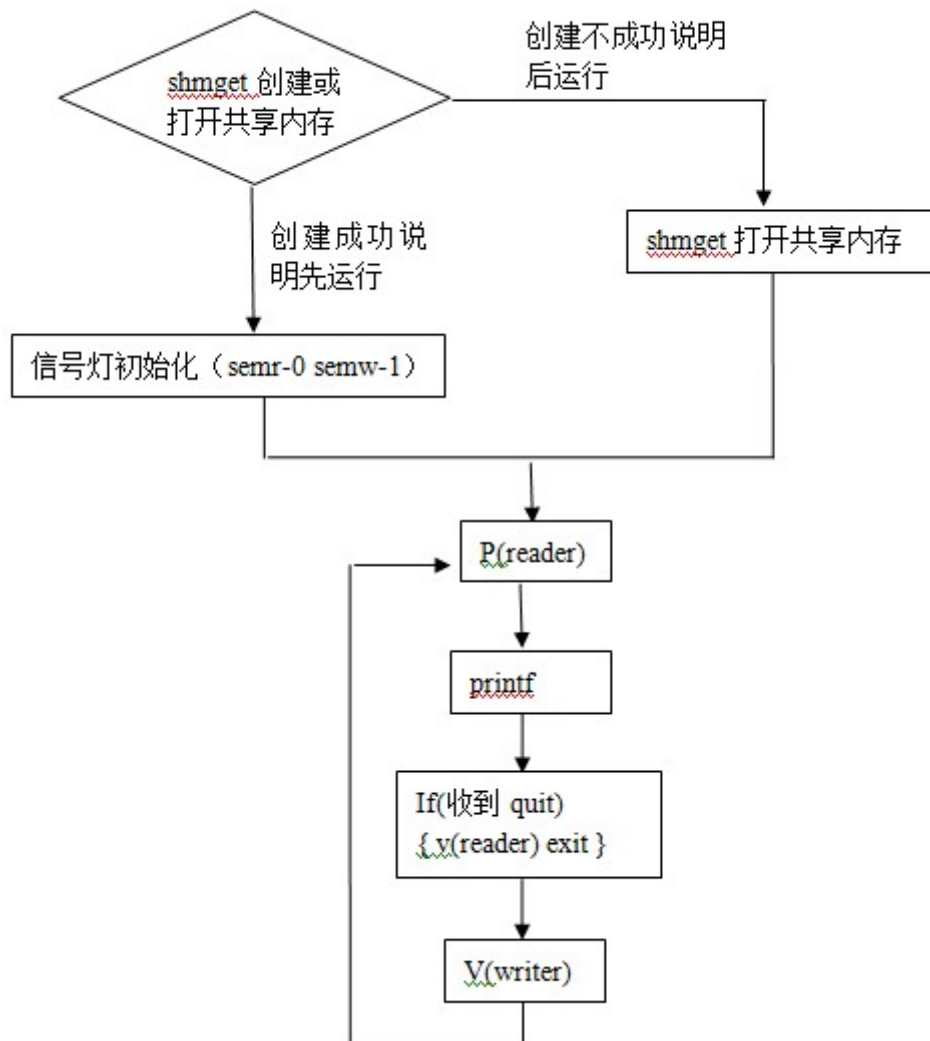 shmget 创建或
打开共享内存
创建不成功说明
后运行
创建成功说
明先运行
shmget 打开共享内存
信号灯初始化（semr-0 semw-1）
P(reader)
printf
If(收到 quit)
{ v(reader) exit }
V(writer)